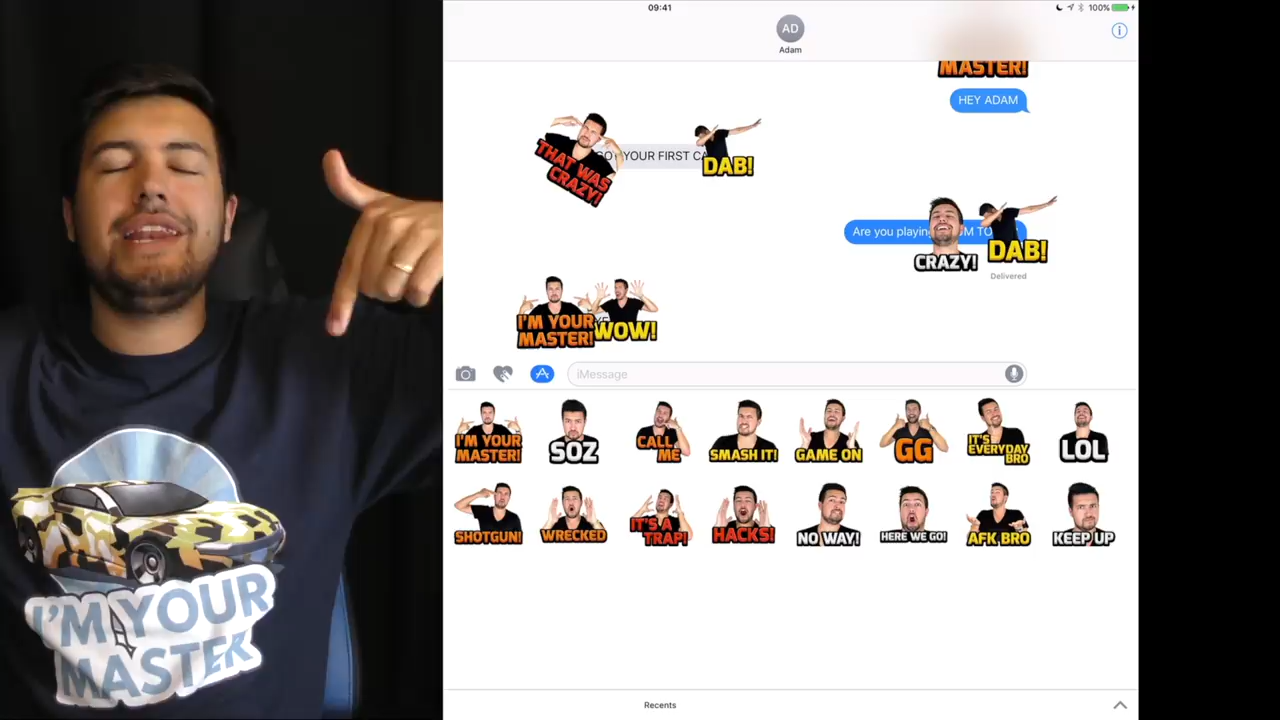 09:41
100%
AD
Adam
MASTER!
HEY ADAM
THAT WAS
CRAZY!
YOUR FIRST
DAB!
Are you
CRAZY!
DAB!
Delivered
I'M YOUR
MASTER!
WOW!
iMessage
I'M YOUR
MASTER!
SOZ
CALL
ME
SMASH IT!
GAME ON
GG
IT'S
EVERYDAY
BRO
LOL
SHOTGUN!
WRECKED
IT'S A
TRAP!
HACKS!
NO WAY!
HERE WE GO!
AFK BRO
KEEP UP
Recents
I'M YOUR
MASTER